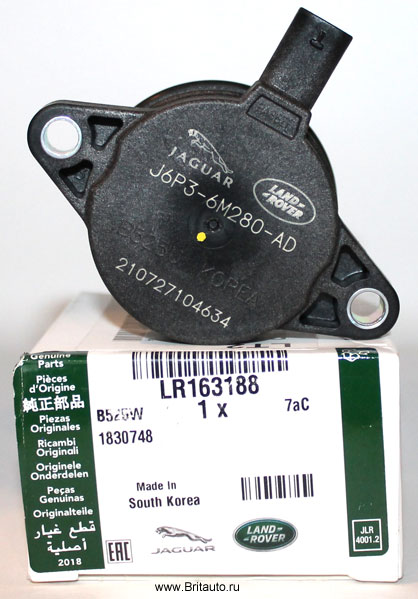 JAGUAR
LAND-
ROVER
J6P3-6M280-AD
KOREA
210727104634
Genuine Parts
Pièces
d'Origine
純正部品
Piezas
Originales
Ricambi
Originali
Originele
Onderdelen
Peças
Genuinas
Originalteile
قطع غيار
أصلية
2018
LR163188
B525W
1 x
7aC
1830748
Made In
South Korea
EAC
JAGUAR
LAND-
ROVER
JLR
4001.2
www.Britauto.ru